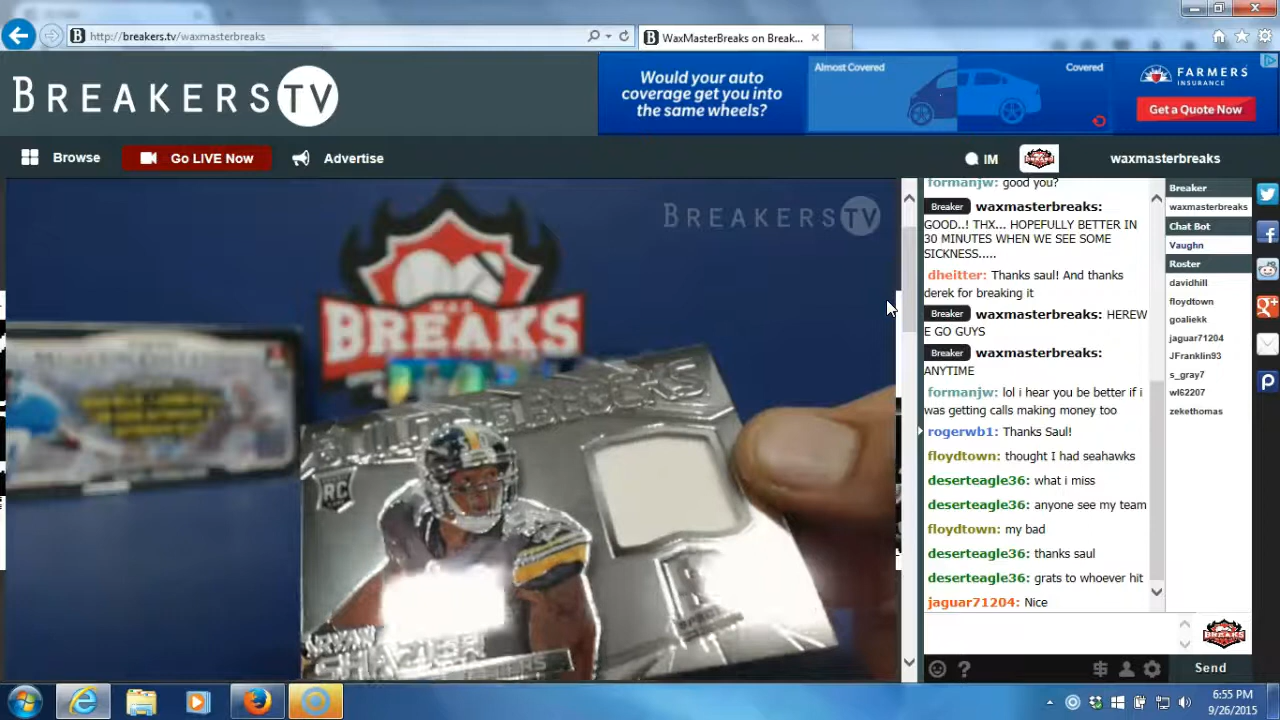 http://breakers.tv/waxmasterbreaks
WaxMasterBreaks on Break...
BREAKERS TV
Would your auto
coverage get you into
the same wheels?
Almost Covered
Covered
FARMERS
INSURANCE
Get a Quote Now
Browse
Go LIVE Now
Advertise
IM
waxmasterbreaks
BREAKERS TV
BREAKS
RC
RYAN
SHAZIER
STEELERS
formanjw: good you?
Breaker waxmasterbreaks:
GOOD..! THX... HOPEFULLY BETTER IN
30 MINUTES WHEN WE SEE SOME
SICKNESS.....
dheitter: Thanks saul! And thanks
derek for breaking it
Breaker waxmasterbreaks: HEREW
E GO GUYS
Breaker waxmasterbreaks:
ANYTIME
formanjw: lol i hear you be better if i
was getting calls making money too
rogerwb1: Thanks Saul!
floydtown: thought I had seahawks
deserteagle36: what i miss
deserteagle36: anyone see my team
floydtown: my bad
deserteagle36: thanks saul
deserteagle36: grats to whoever hit
jaguar71204: Nice
Breaker
waxmasterbreaks
Chat Bot
Vaughn
Roster
davidhill
floydtown
goaliekk
jaguar71204
JFranklin93
s_gray7
wl62207
zekethomas
BREAKS
Send
6:55 PM
9/26/2015